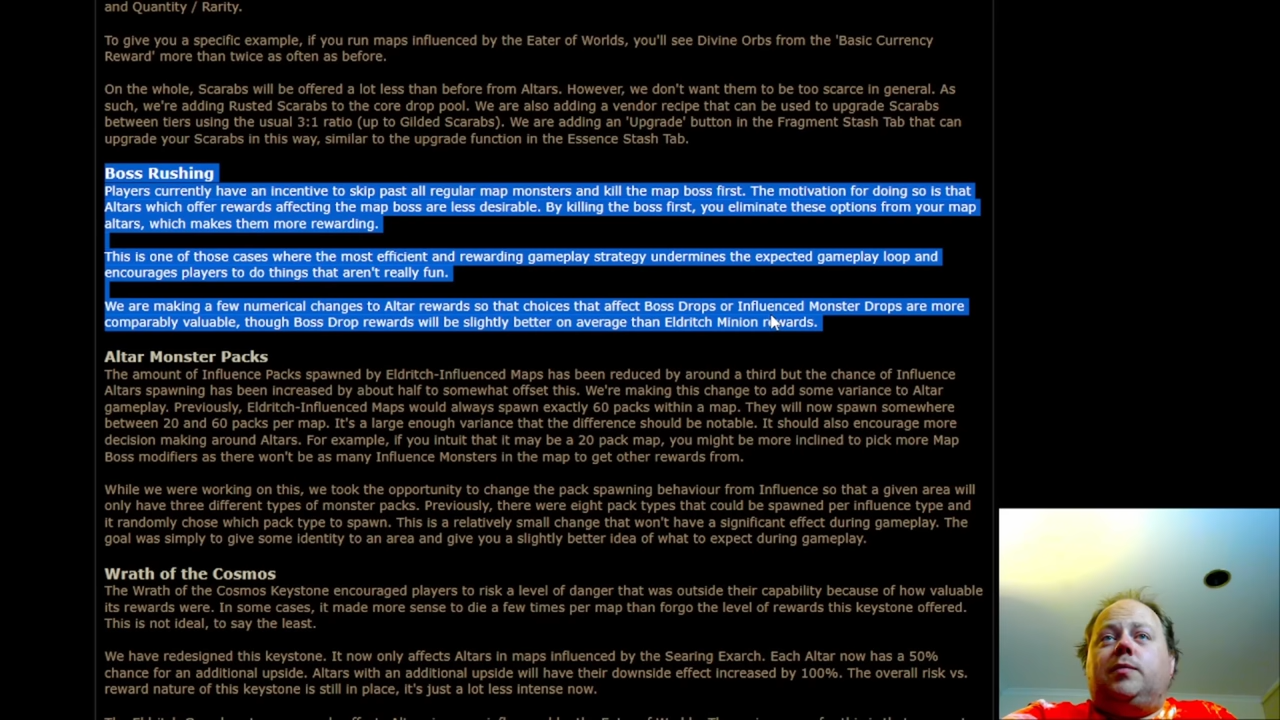 and Quantity / Rarity.
To give you a specific example, if you run maps influenced by the Eater of Worlds, you'll see Divine Orbs from the 'Basic Currency
Reward' more than twice as often as before.
On the whole, Scarabs will be offered a lot less than before from Altars. However, we don't want them to be too scarce in general. As
such, we're adding Rusted Scarabs to the core drop pool. We are also adding a vendor recipe that can be used to upgrade Scarabs
between tiers using the usual 3:1 ratio (up to Gilded Scarabs). We are adding an 'Upgrade' button in the Fragment Stash Tab that can
upgrade your Scarabs in this way, similar to the upgrade function in the Essence Stash Tab.
Boss Rushing
Players currently have an incentive to skip past all regular map monsters and kill the map boss first. The motivation for doing so is that
Altars which offer rewards affecting the map boss are less desirable. By killing the boss first, you eliminate these options from your map
altars, which makes them more rewarding.
This is one of those cases where the most efficient and rewarding gameplay strategy undermines the expected gameplay loop and
encourages players to do things that aren't really fun.
We are making a few numerical changes to Altar rewards so that choices that affect Boss Drops or Influenced Monster Drops are more
comparably valuable, though Boss Drop rewards will be slightly better on average than Eldritch Minion rewards.
Altar Monster Packs
The amount of Influence Packs spawned by Eldritch-Influenced Maps has been reduced by around a third but the chance of Influence
Altars spawning has been increased by about half to somewhat offset this. We're making this change to add some variance to Altar
gameplay. Previously, Eldritch-Influenced Maps would always spawn exactly 60 packs within a map. They will now spawn somewhere
between 20 and 60 packs per map. It's a large enough variance that the difference should be notable. It should also encourage more
decision making around Altars. For example, if you intuit that it may be a 20 pack map, you might be more inclined to pick more Map
Boss modifiers as there won't be as many Influence Monsters in the map to get other rewards from.
While we were working on this, we took the opportunity to change the pack spawning behaviour from Influence so that a given area will
only have three different types of monster packs. Previously, there were eight pack types that could be spawned per influence type and
it randomly chose which pack type to spawn. This is a relatively small change that won't have a significant effect during gameplay. The
goal was simply to give some identity to an area and give you a slightly better idea of what to expect during gameplay.
Wrath of the Cosmos
The Wrath of the Cosmos Keystone encouraged players to risk a level of danger that was outside their capability because of how valuable
its rewards were. In some cases, it made more sense to die a few times per map than forgo the level of rewards this keystone offered.
This is not ideal, to say the least.
We have redesigned this keystone. It now only affects Altars in maps influenced by the Searing Exarch. Each Altar now has a 50%
chance for an additional upside. Altars with an additional upside will have their downside effect increased by 100%. The overall risk vs.
reward nature of this keystone is still in place, it's just a lot less intense now.